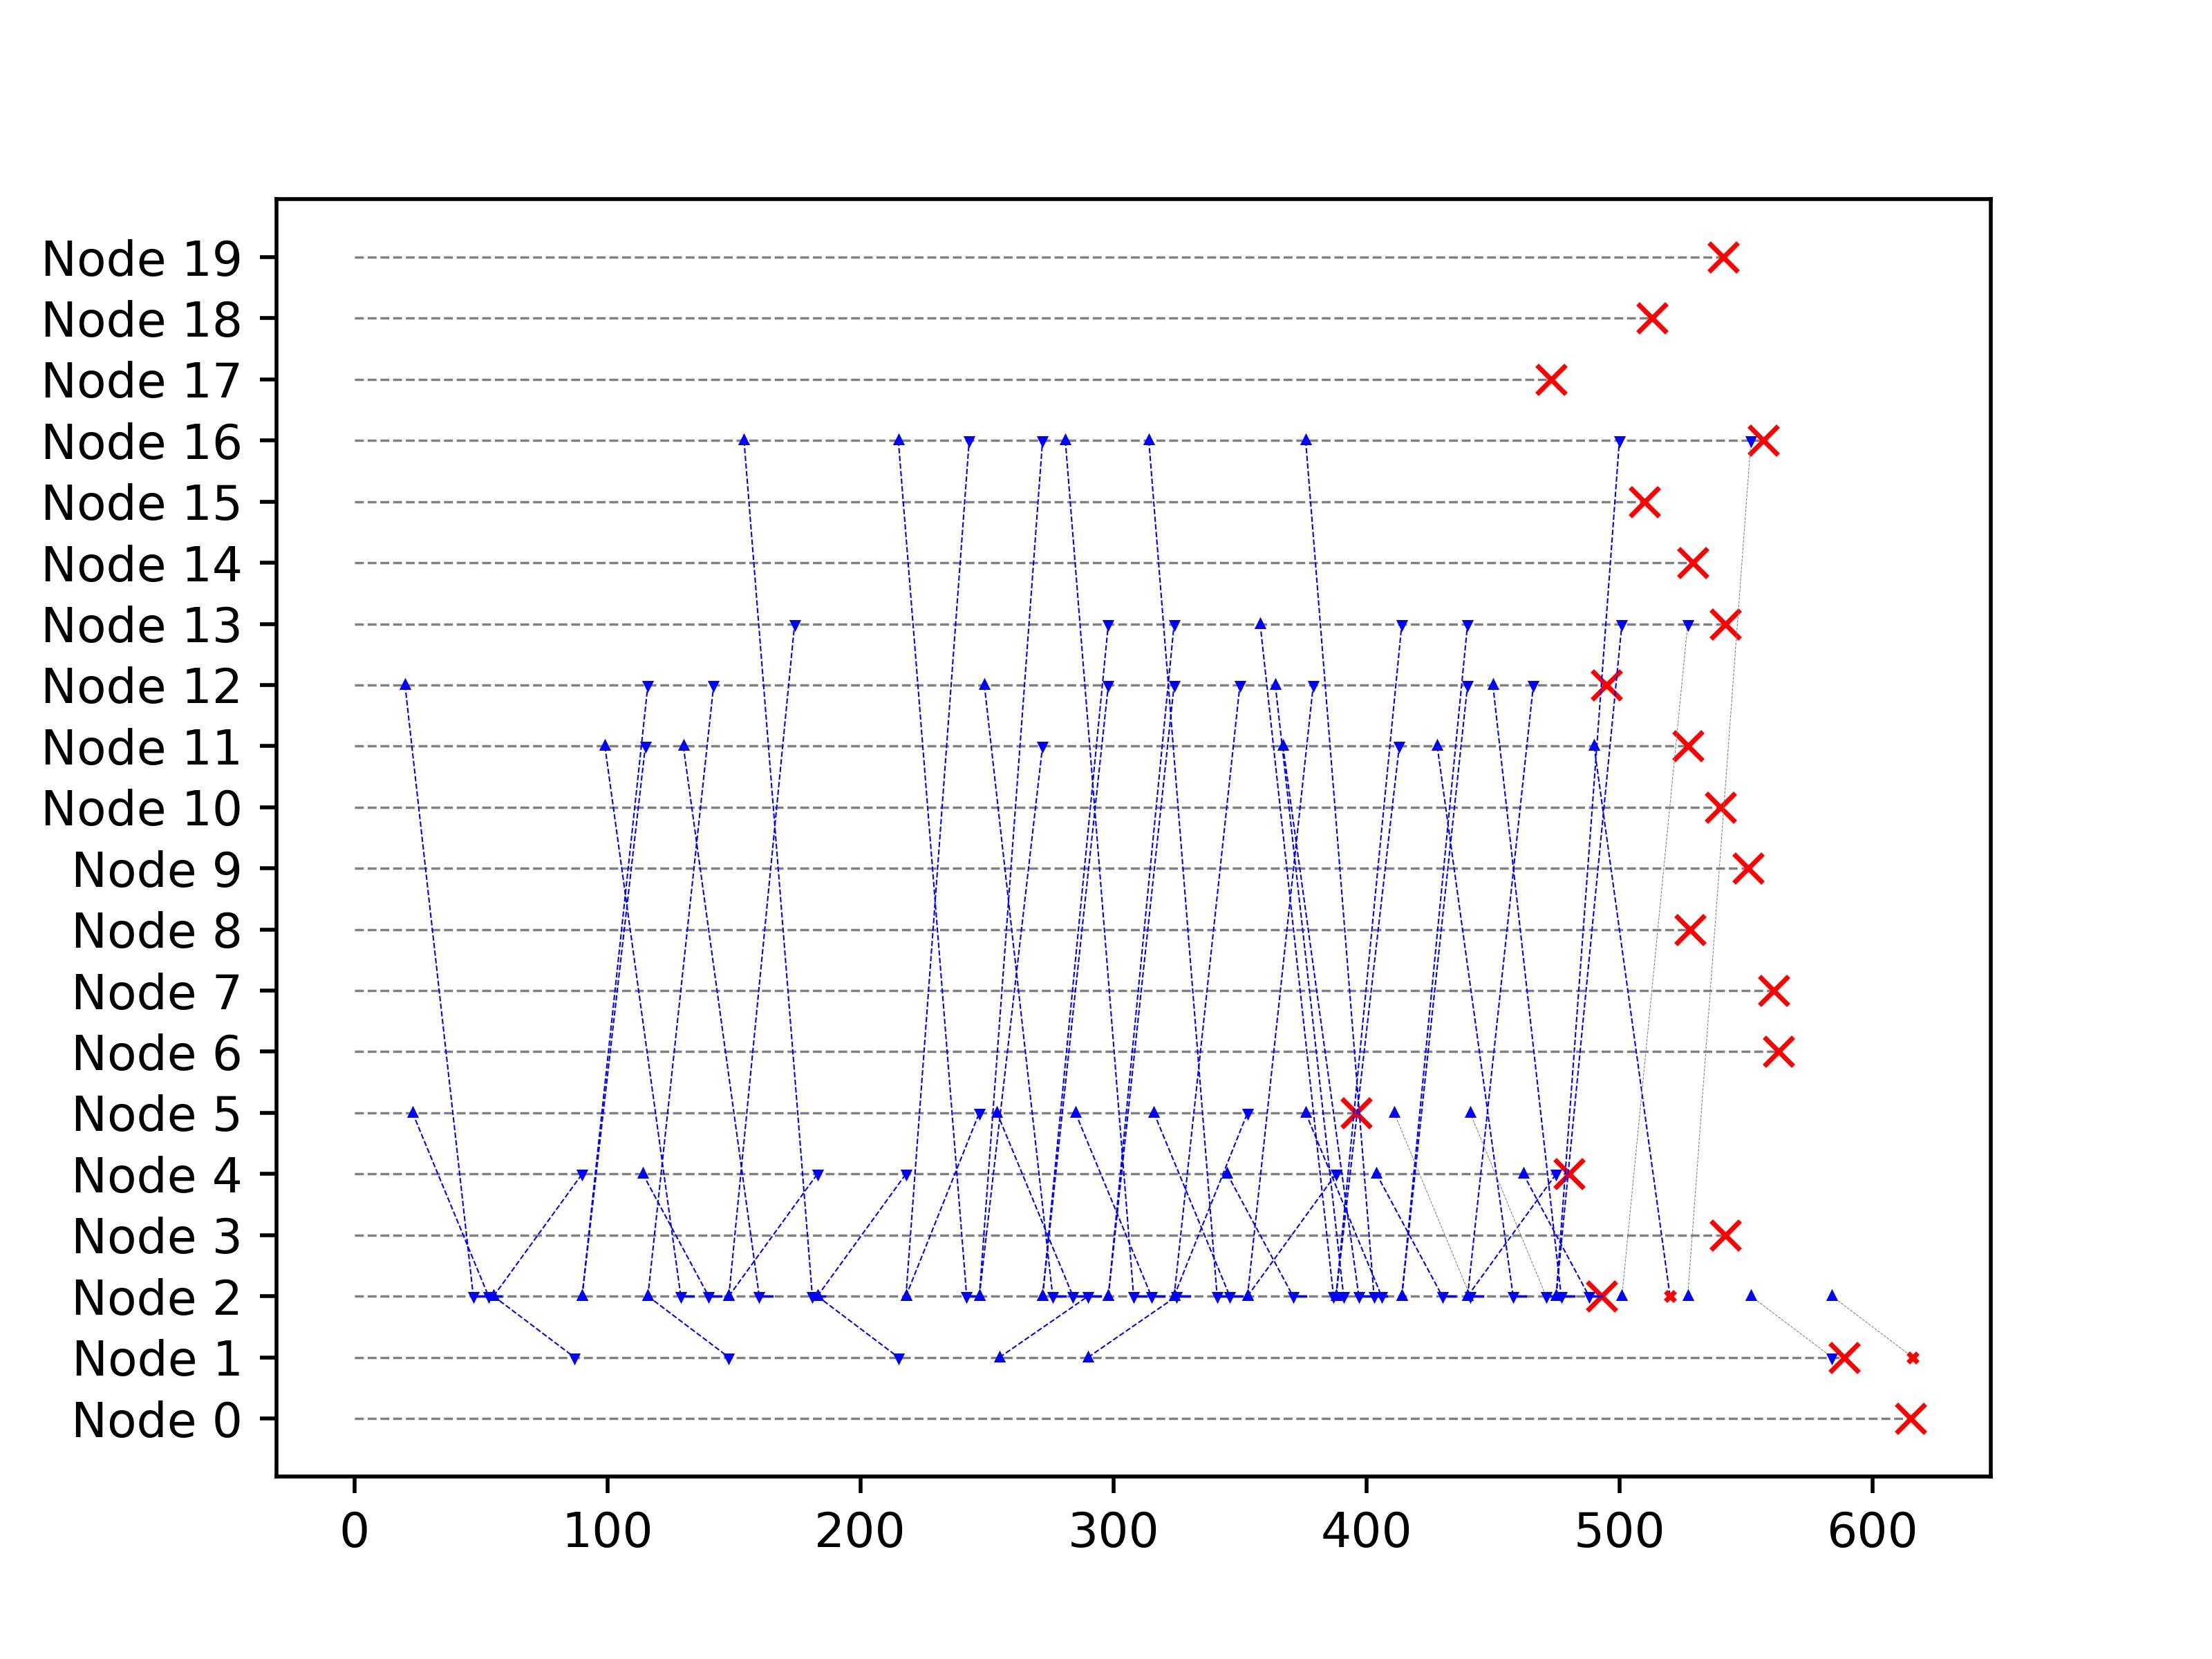 Node 19
Node 18
Node 17
Node 16
Node 15
Node 14
Node 13
Node 12
Node 11
Node 10
Node 9
Node 8
Node 7
Node 6
Node 5
Node 4
Node 3
Node 2
Node 1
Node 0
0 100 200 300 400 500 600